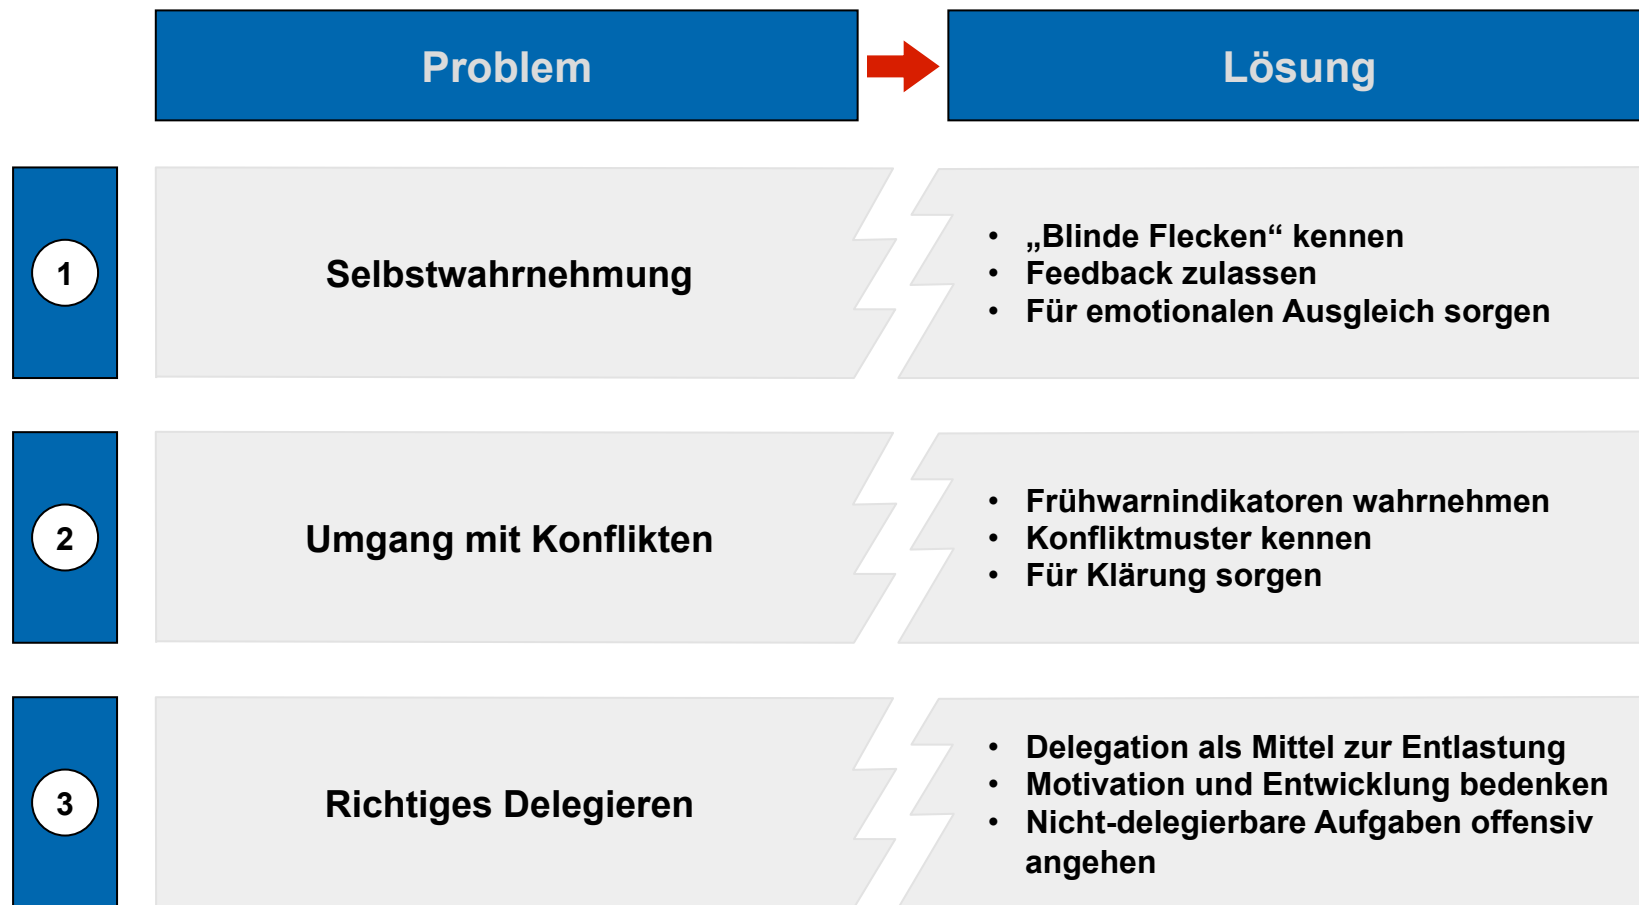 Problem
Lösung
1
Selbstwahrnehmung
• „Blinde Flecken“ kennen
• Feedback zulassen
• Für emotionalen Ausgleich sorgen
2
Umgang mit Konflikten
• Frühwarnindikatoren wahrnehmen
• Konfliktmuster kennen
• Für Klärung sorgen
3
Richtiges Delegieren
• Delegation als Mittel zur Entlastung
• Motivation und Entwicklung bedenken
• Nicht-delegierbare Aufgaben offensiv
angehen